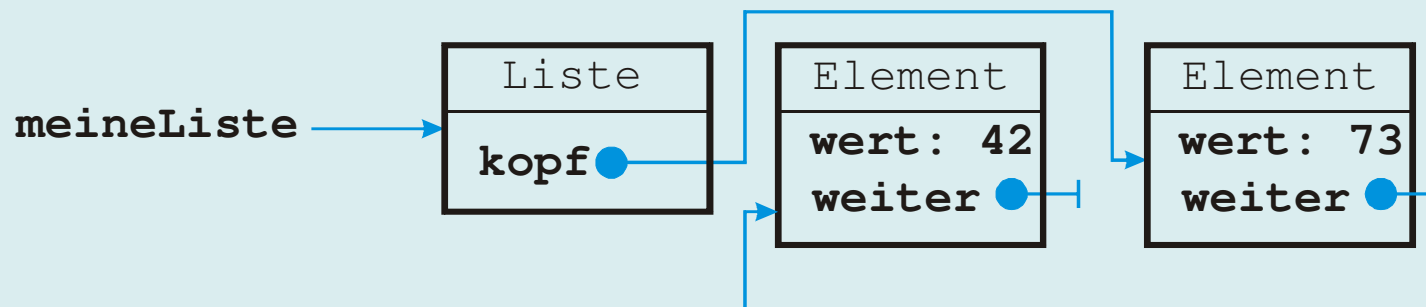 meineListe
Liste
kopf
Element
wert: 42
weiter
Element
wert: 73
weiter